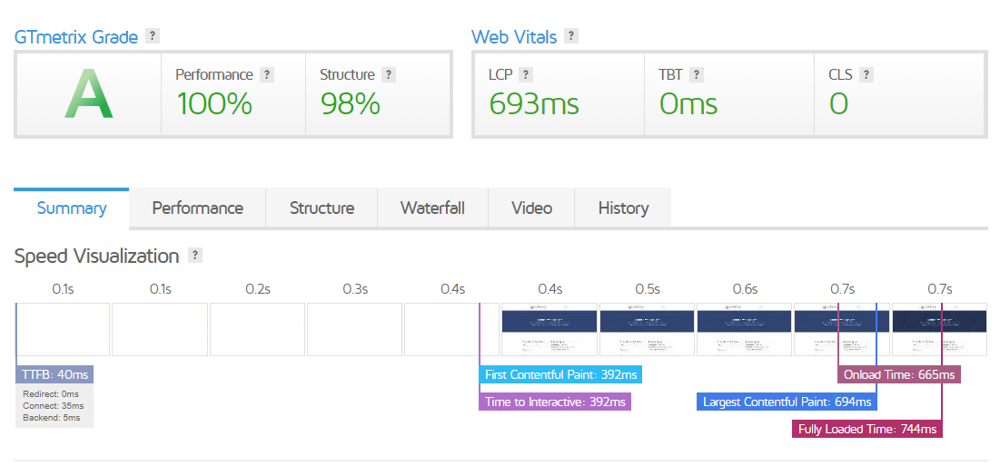 GTmetrix Grade ?
Web Vitals ?
A
Performance ?
100%
Structure ?
98%
LCP ?
693ms
TBT ?
0ms
CLS ?
0
Summary Performance Structure Waterfall Video History
Speed Visualization ?
0.1s 0.1s 0.2s 0.3s 0.4s 0.4s 0.5s 0.6s 0.7s 0.7s
TTFB: 40ms
Redirect: 0ms
Connect: 35ms
Backend: 5ms
First Contentful Paint: 392ms
Onload Time: 665ms
Time to Interactive: 392ms
Largest Contentful Paint: 694ms
Fully Loaded Time: 744ms